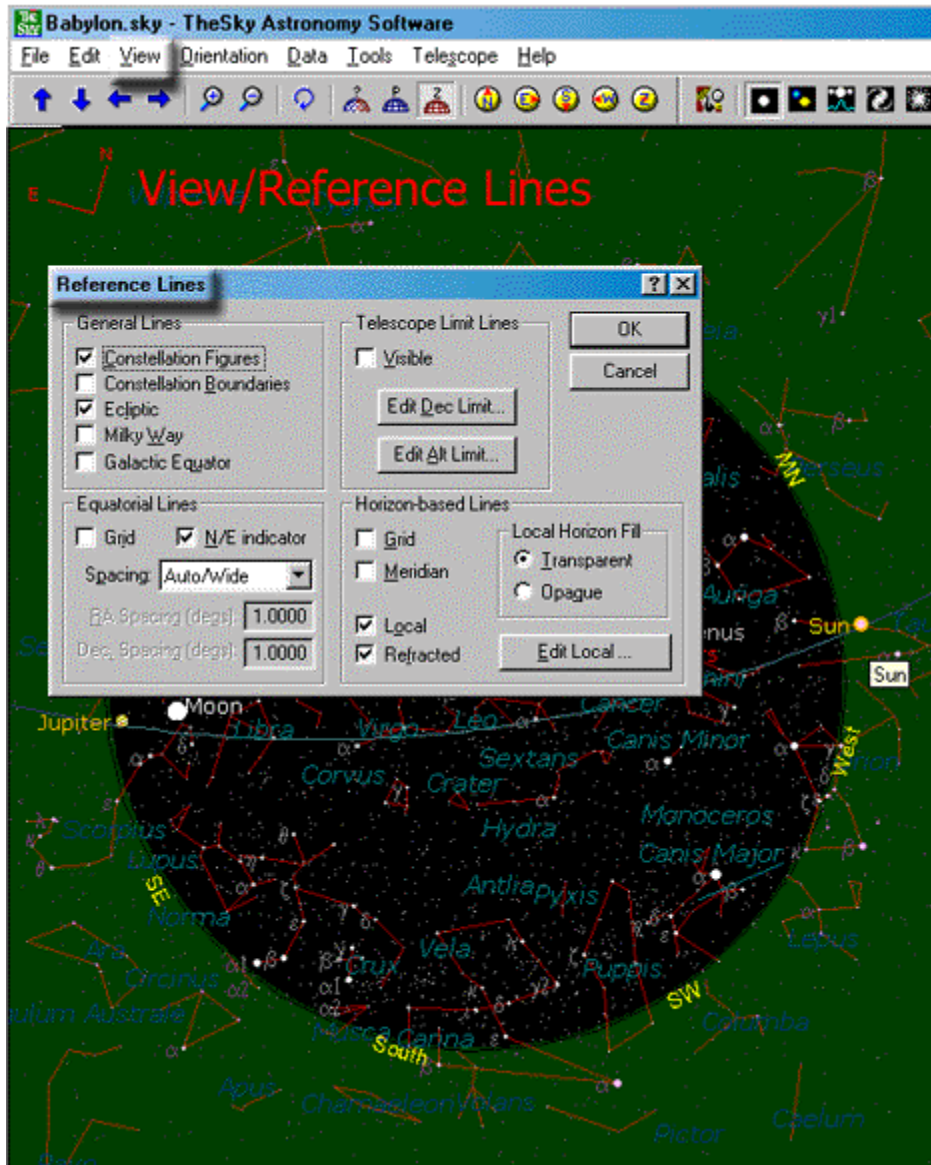 Babylon.sky - TheSky Astronomy Software
File Edit View Orientation Data Tools Telescope Help
N
E
View/Reference Lines
Reference Lines
General Lines
Constellation Figures
Constellation Boundaries
Ecliptic
Milky Way
Galactic Equator
Telescope Limit Lines
Visible
Edit Dec Limit...
Edit Alt Limit...
OK
Cancel
Equatorial Lines
Grid
N/E indicator
Spacing: Auto/Wide
RA Spacing (degs): 1.0000
Dec. Spacing (degs): 1.0000
Horizon-based Lines
Grid
Meridian
Local
Refracted
Local Horizon Fill
Transparent
Opaque
Edit Local ...
NW
Perseus
Auriga
Sun
Sun
Moon
Jupiter
Libra
Virgo
Leo
Cancer
Canis Minor
Sextans
Corvus
Crater
West
Hydra
Monoceros
Canis Major
Scorpius
Lupus
Antlia
Pyxis
SE
Norma
Lepus
Ara
Vela
Circinus
Crux
Puppis
SW
Columba
Musca
Carina
South
Apus
Chamaeleon
Volans
Caelum
Pictor